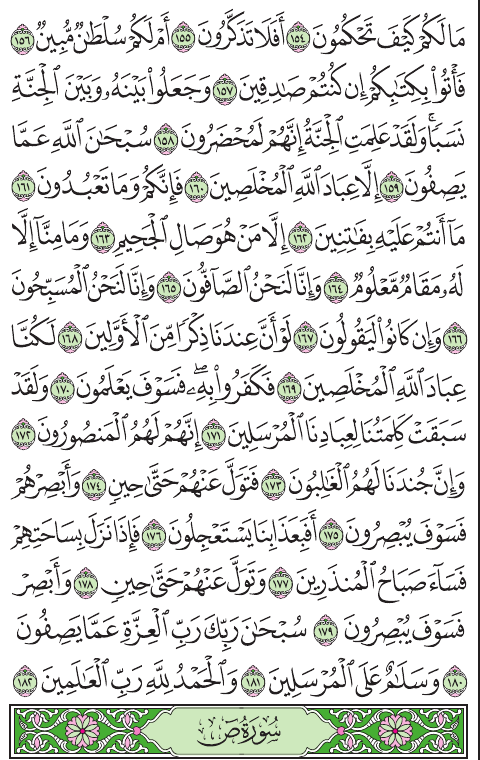 مَا لَكُمْ كَيْفَ تَحْكُمُونَ ١٥٤ أَفَلَا تَذَكَّرُونَ ١٥٥ أَمْ لَكُمْ سُلْطَٰنٌ مُّبِينٌ ١٥٦
فَأْتُوا۟ بِكِتَٰبِكُمْ إِن كُنتُمْ صَٰدِقِينَ ١٥٧ وَجَعَلُوا۟ بَيْنَهُۥ وَبَيْنَ ٱلْجِنَّةِ
نَسَبًا ۚ وَلَقَدْ عَلِمَتِ ٱلْجِنَّةُ إِنَّهُمْ لَمُحْضَرُونَ ١٥٨ سُبْحَٰنَ ٱللَّهِ عَمَّا
يَصِفُونَ ١٥٩ إِلَّا عِبَادَ ٱللَّهِ ٱلْمُخْلَصِينَ ١٦٠ فَإِنَّكُمْ وَمَا تَعْبُدُونَ ١٦١
مَآ أَنتُمْ عَلَيْهِ بِفَٰتِنِينَ ١٦٢ إِلَّا مَنْ هُوَ صَالِ ٱلْجَحِيمِ ١٦٣ وَمَا مِنَّآ إِلَّا
لَهُۥ مَقَامٌ مَّعْلُومٌ ١٦٤ وَإِنَّا لَنَحْنُ ٱلصَّآفُّونَ ١٦٥ وَإِنَّا لَنَحْنُ ٱلْمُسَبِّحُونَ
١٦٦ وَإِن كَانُوا۟ لَيَقُولُونَ ١٦٧ لَوْ أَنَّ عِندَنَا ذِكْرًا مِّنَ ٱلْأَوَّلِينَ ١٦٨ لَكُنَّا
عِبَادَ ٱللَّهِ ٱلْمُخْلَصِينَ ١٦٩ فَكَفَرُوا۟ بِهِۦ ۖ فَسَوْفَ يَعْلَمُونَ ١٧٠ وَلَقَدْ
سَبَقَتْ كَلِمَتُنَا لِعِبَادِنَا ٱلْمُرْسَلِينَ ١٧١ إِنَّهُمْ لَهُمُ ٱلْمَنصُورُونَ ١٧٢
وَإِنَّ جُندَنَا لَهُمُ ٱلْغَٰلِبُونَ ١٧٣ فَتَوَلَّ عَنْهُمْ حَتَّىٰ حِينٍ ١٧٤ وَأَبْصِرْهُمْ
فَسَوْفَ يُبْصِرُونَ ١٧٥ أَفَبِعَذَابِنَا يَسْتَعْجِلُونَ ١٧٦ فَإِذَا نَزَلَ بِسَاحَتِهِمْ
فَسَآءَ صَبَاحُ ٱلْمُنذَرِينَ ١٧٧ وَتَوَلَّ عَنْهُمْ حَتَّىٰ حِينٍ ١٧٨ وَأَبْصِرْ
فَسَوْفَ يُبْصِرُونَ ١٧٩ سُبْحَٰنَ رَبِّكَ رَبِّ ٱلْعِزَّةِ عَمَّا يَصِفُونَ
١٨٠ وَسَلَٰمٌ عَلَى ٱلْمُرْسَلِينَ ١٨١ وَٱلْحَمْدُ لِلَّهِ رَبِّ ٱلْعَٰلَمِينَ ١٨٢
سُورَةُ صٓ